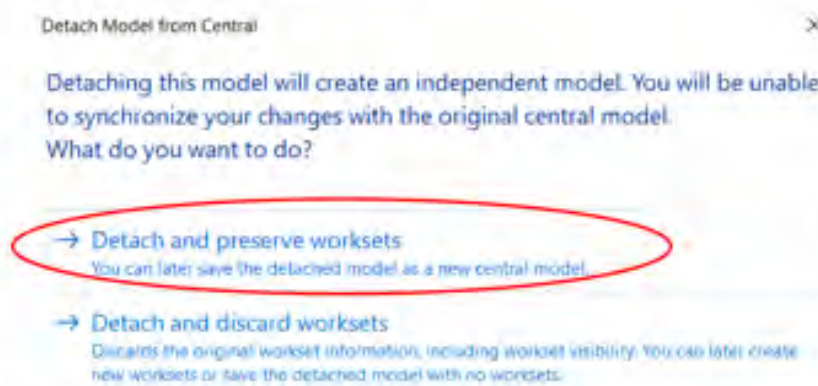 Detach Model from Central
Detaching this model will create an independent model. You will be unable
to synchronize your changes with the original central model.
What do you want to do?
→ Detach and preserve worksets
You can later save the detached model as a new central model.
→ Detach and discard worksets
Discards the original workset information, including workset visibility. You can later create
new worksets or save the detached model with no worksets.